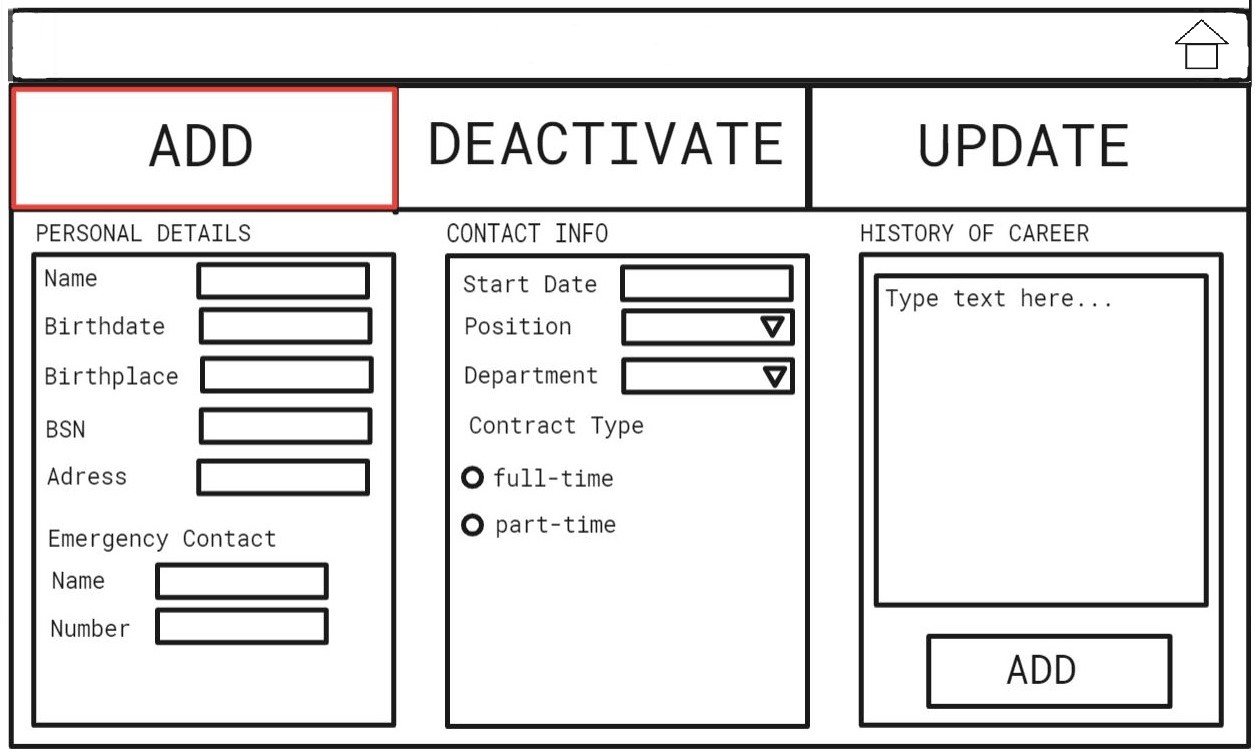 ADD
DEACTIVATE
UPDATE
PERSONAL DETAILS
Name
Birthdate
Birthplace
BSN
Adress
Emergency Contact
Name
Number
CONTACT INFO
Start Date
Position
Department
Contract Type
full-time
part-time
HISTORY OF CAREER
Type text here...
ADD